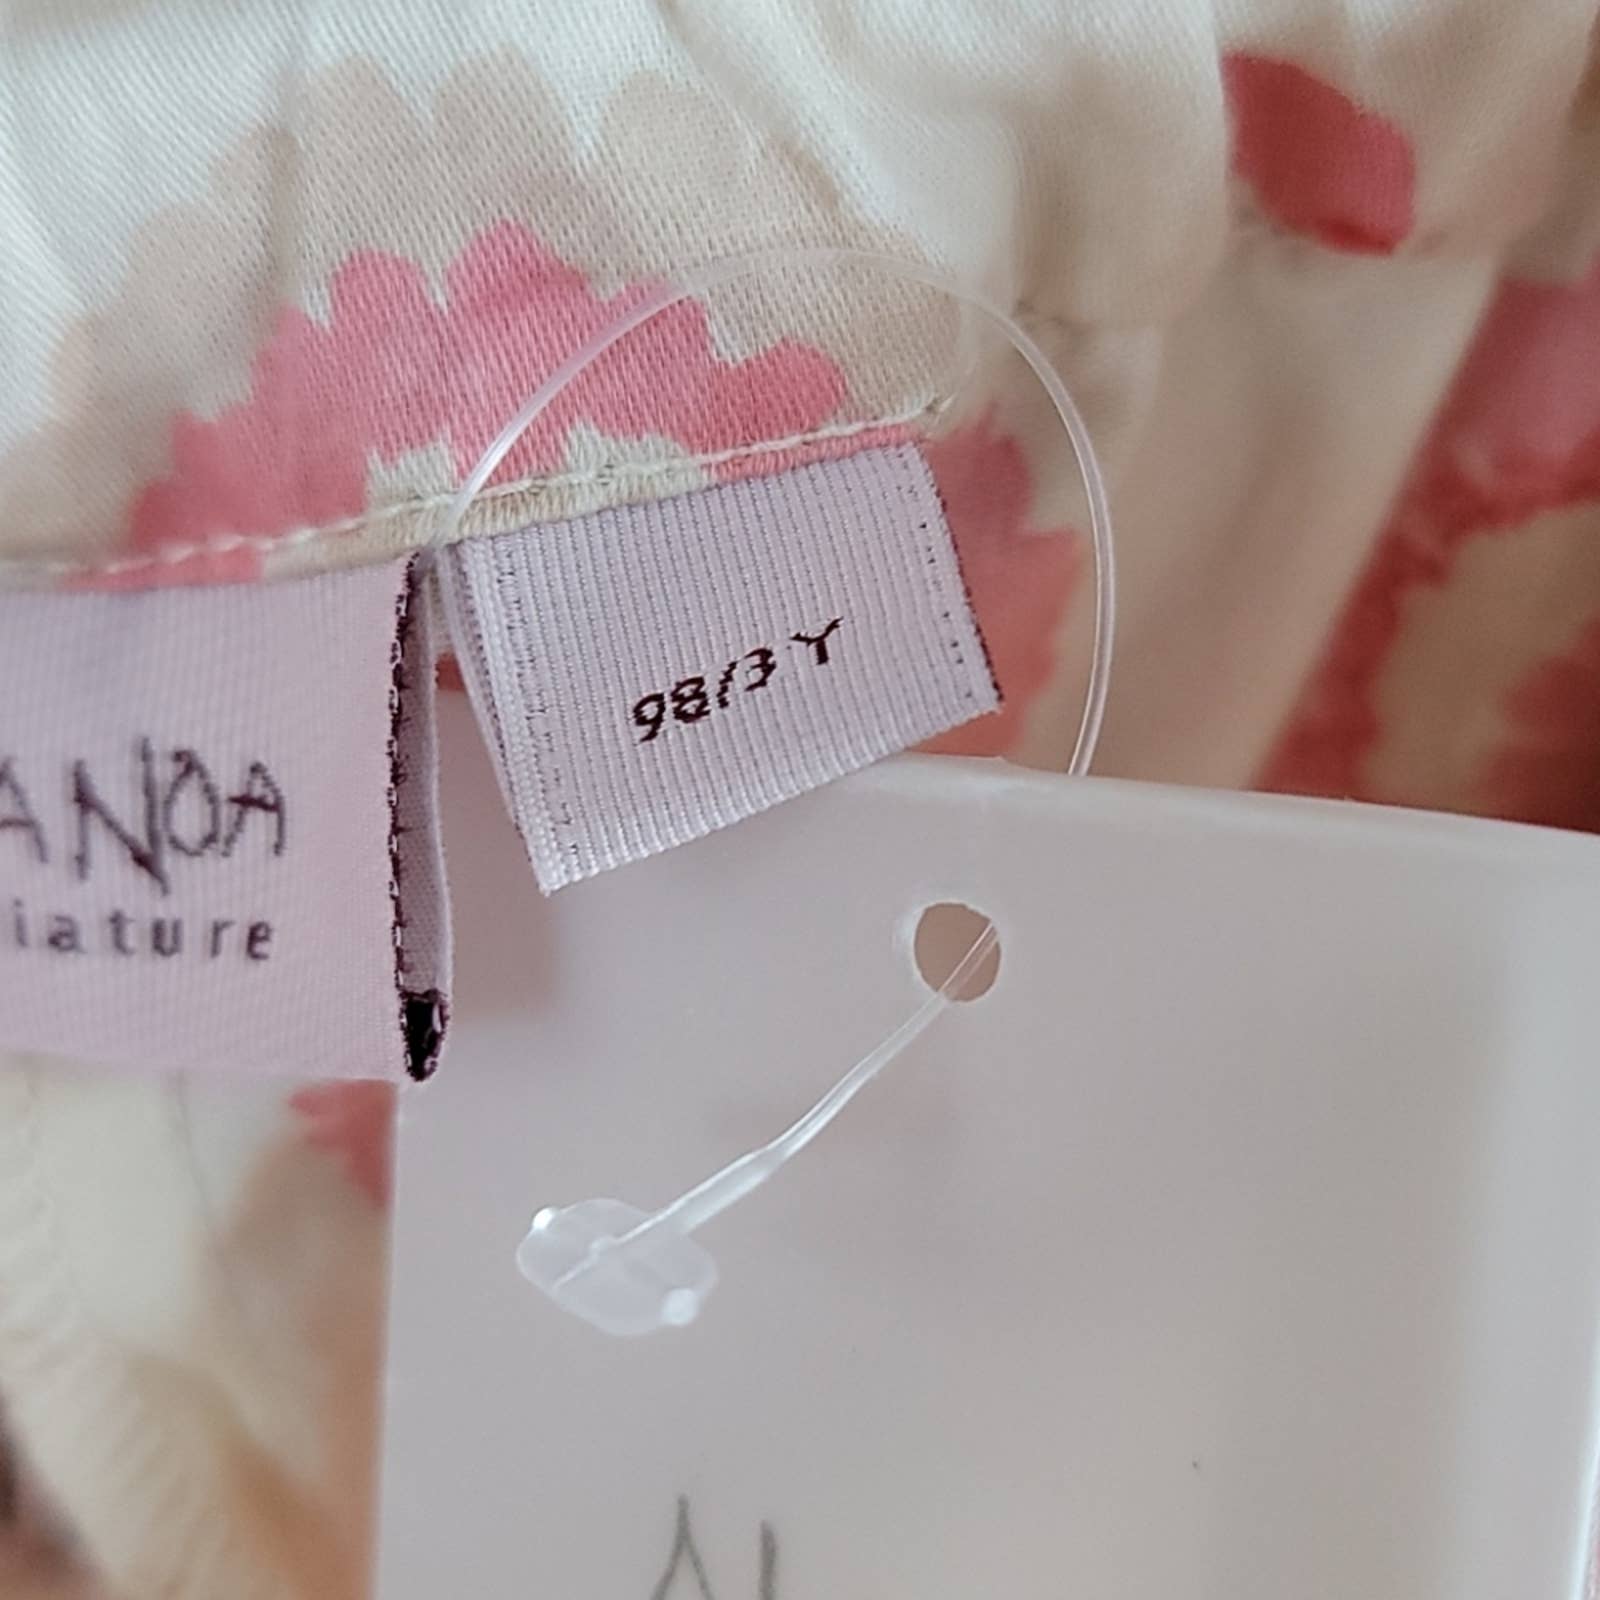 ANOA
iature
98/3 Y